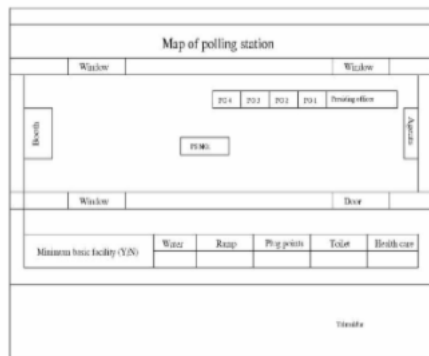 Map of polling station
Window Window
PO 4 PO 3 PO 2 PO 1 Presiding officer
Booth
Agents
Window Door
Minimum basic facility (Y/N) Water Ramp Plug points Toilet Health care